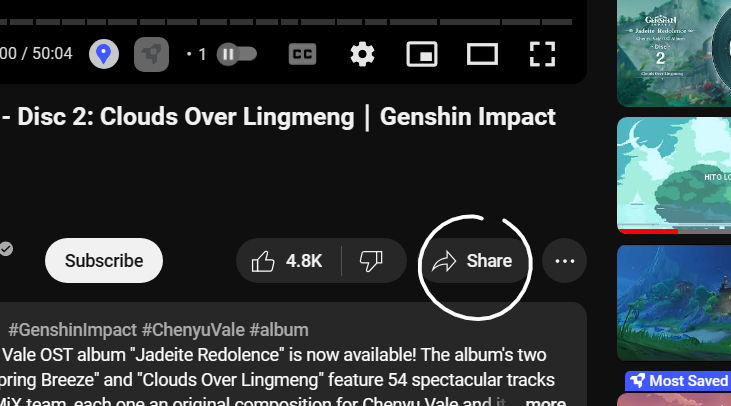 00 / 50:04
• 1
CC
- Disc 2: Clouds Over Lingmeng | Genshin Impact
Subscribe
4.8K
Share
#GenshinImpact #ChenyuVale #album
Vale OST album "Jadeite Redolence" is now available! The album's two
pring Breeze" and "Clouds Over Lingmeng" feature 54 spectacular tracks
MiX team, each one an original composition for Chenyu Vale and it ...more
GENSHIN
Jadeite Redolence
Disc
2
Clouds Over Lingmeng
HITO LO
Most Saved